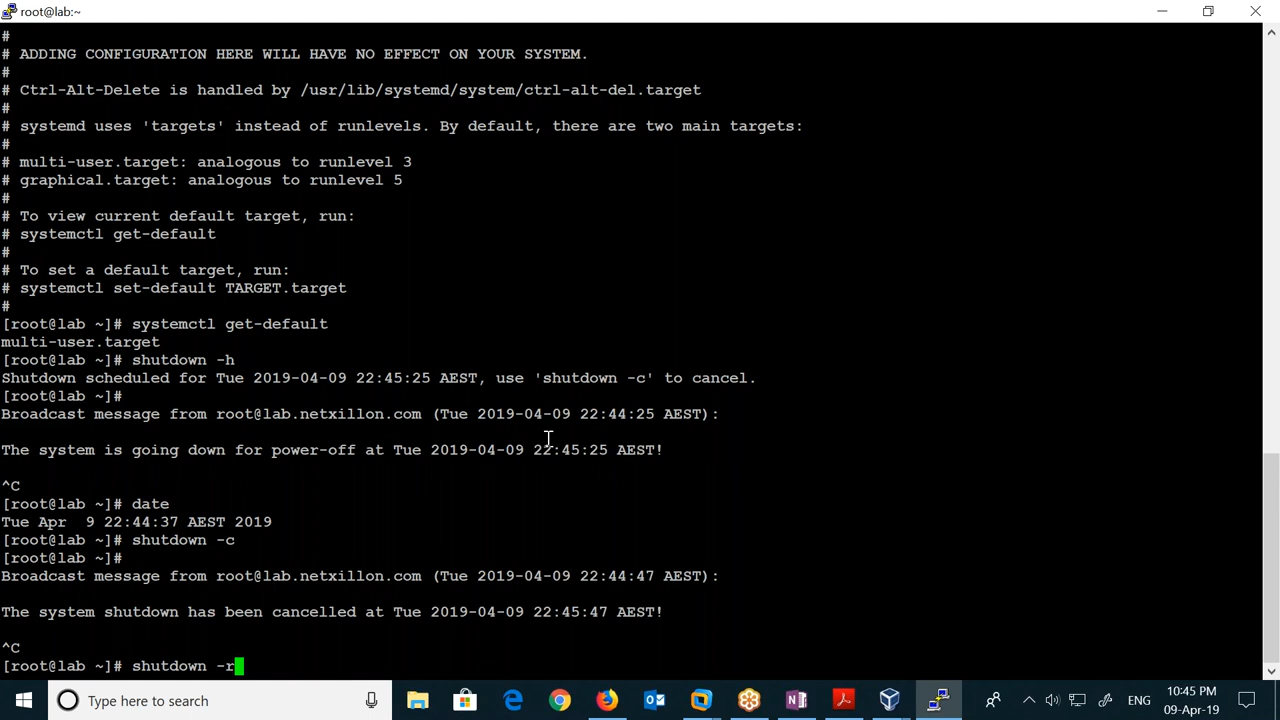 root@lab:~
#
# ADDING CONFIGURATION HERE WILL HAVE NO EFFECT ON YOUR SYSTEM.
#
# Ctrl-Alt-Delete is handled by /usr/lib/systemd/system/ctrl-alt-del.target
#
# systemd uses 'targets' instead of runlevels. By default, there are two main targets:
#
# multi-user.target: analogous to runlevel 3
# graphical.target: analogous to runlevel 5
#
# To view current default target, run:
# systemctl get-default
#
# To set a default target, run:
# systemctl set-default TARGET.target
#
[root@lab ~]# systemctl get-default
multi-user.target
[root@lab ~]# shutdown -h
Shutdown scheduled for Tue 2019-04-09 22:45:25 AEST, use 'shutdown -c' to cancel.
[root@lab ~]#
Broadcast message from root@lab.netxillon.com (Tue 2019-04-09 22:44:25 AEST):
The system is going down for power-off at Tue 2019-04-09 22:45:25 AEST!
^C
[root@lab ~]# date
Tue Apr  9 22:44:37 AEST 2019
[root@lab ~]# shutdown -c
[root@lab ~]#
Broadcast message from root@lab.netxillon.com (Tue 2019-04-09 22:44:47 AEST):
The system shutdown has been cancelled at Tue 2019-04-09 22:45:47 AEST!
^C
[root@lab ~]# shutdown -r
Type here to search
ENG
10:45 PM
09-Apr-19